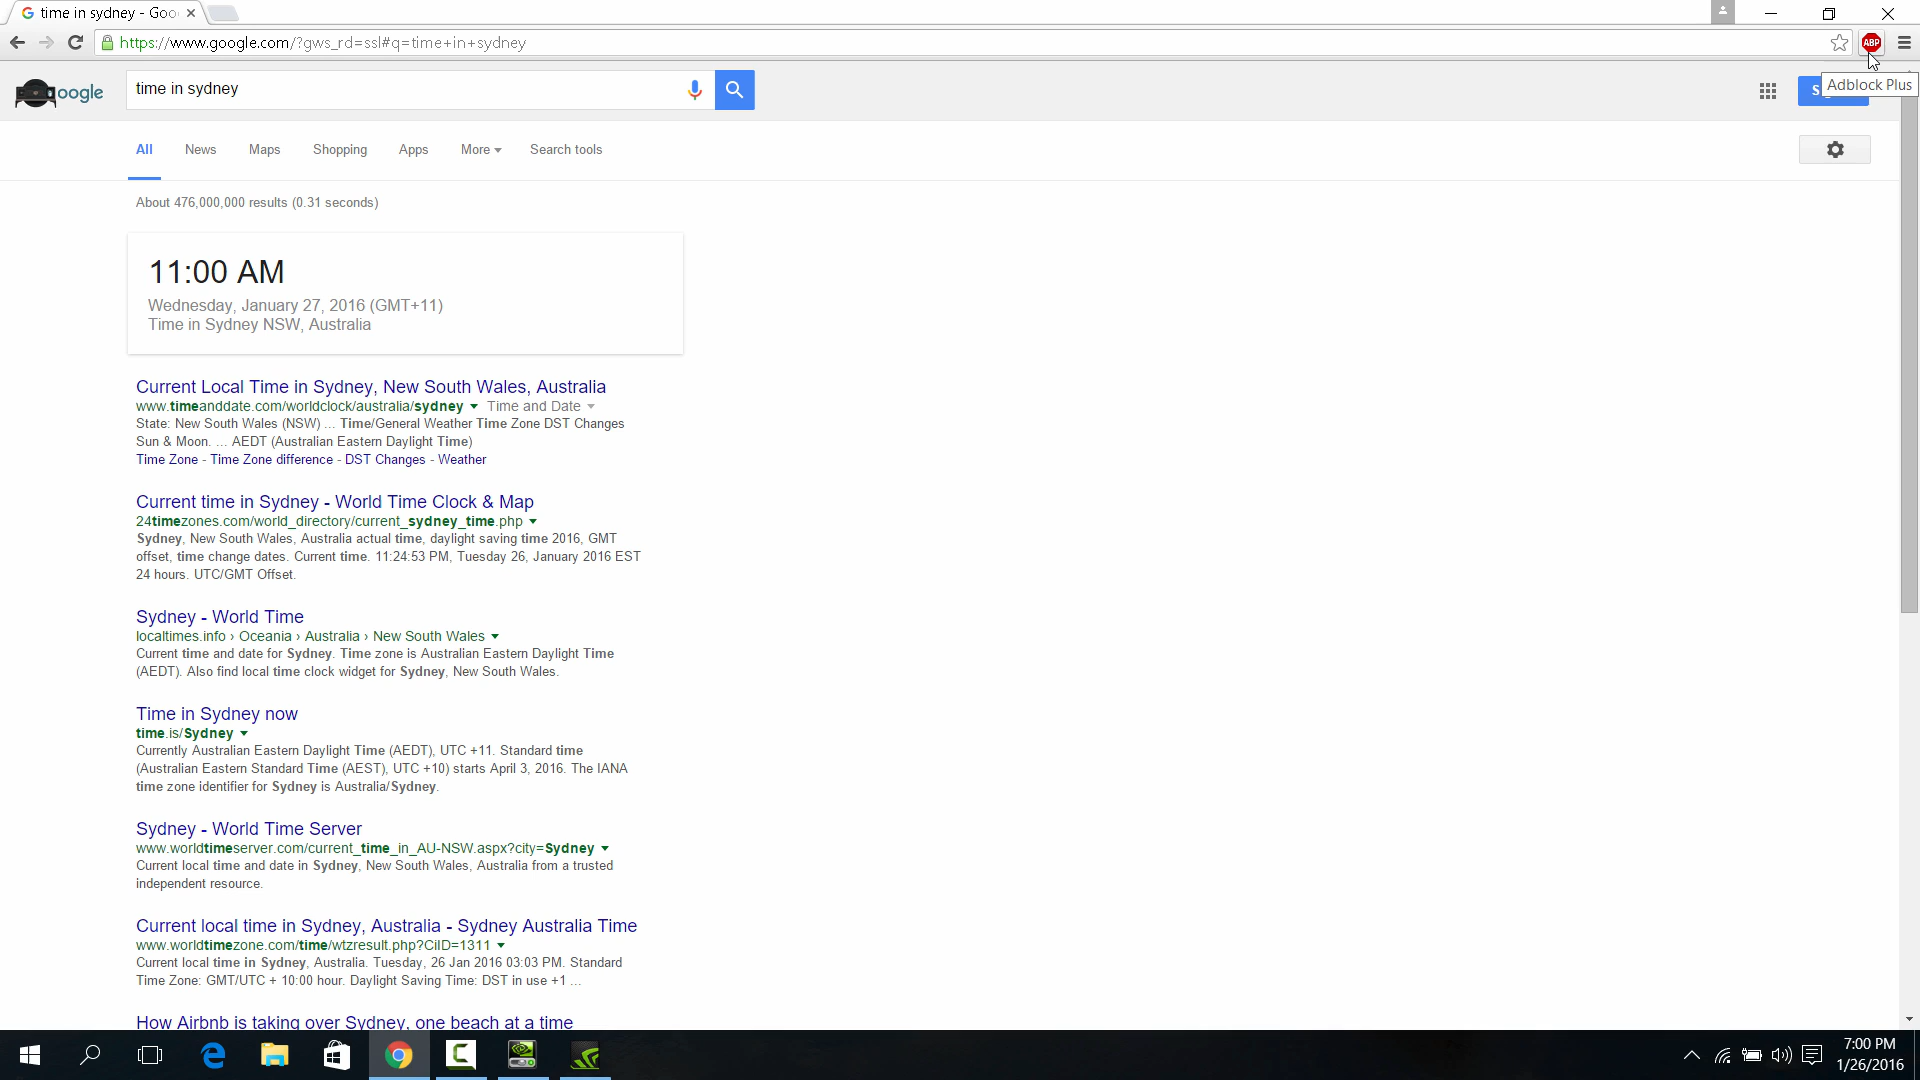 time in sydney - Goo
https://www.google.com/?gws_rd=ssl#q=time+in+sydney
ABP
Adblock Plus
oogle
time in sydney
All
News
Maps
Shopping
Apps
More
Search tools
About 476,000,000 results (0.31 seconds)
11:00 AM
Wednesday, January 27, 2016 (GMT+11)
Time in Sydney NSW, Australia
Current Local Time in Sydney, New South Wales, Australia
www.timeanddate.com/worldclock/australia/sydney Time and Date
State: New South Wales (NSW) ... Time/General Weather Time Zone DST Changes
Sun & Moon. ... AEDT (Australian Eastern Daylight Time)
Time Zone - Time Zone difference - DST Changes - Weather
Current time in Sydney - World Time Clock & Map
24timezones.com/world_directory/current_sydney_time.php
Sydney, New South Wales, Australia actual time, daylight saving time 2016, GMT
offset, time change dates. Current time. 11:24:53 PM, Tuesday 26, January 2016 EST
24 hours. UTC/GMT Offset.
Sydney - World Time
localtimes.info › Oceania › Australia › New South Wales
Current time and date for Sydney. Time zone is Australian Eastern Daylight Time
(AEDT). Also find local time clock widget for Sydney, New South Wales.
Time in Sydney now
time.is/Sydney
Currently Australian Eastern Daylight Time (AEDT), UTC +11. Standard time
(Australian Eastern Standard Time (AEST), UTC +10) starts April 3, 2016. The IANA
time zone identifier for Sydney is Australia/Sydney.
Sydney - World Time Server
www.worldtimeserver.com/current_time_in_AU-NSW.aspx?city=Sydney
Current local time and date in Sydney, New South Wales, Australia from a trusted
independent resource.
Current local time in Sydney, Australia - Sydney Australia Time
www.worldtimezone.com/time/wtzresult.php?CiID=1311
Current local time in Sydney, Australia. Tuesday, 26 Jan 2016 03:03 PM. Standard
Time Zone: GMT/UTC + 10:00 hour. Daylight Saving Time: DST in use +1 ...
How Airbnb is taking over Sydney, one beach at a time
7:00 PM
1/26/2016